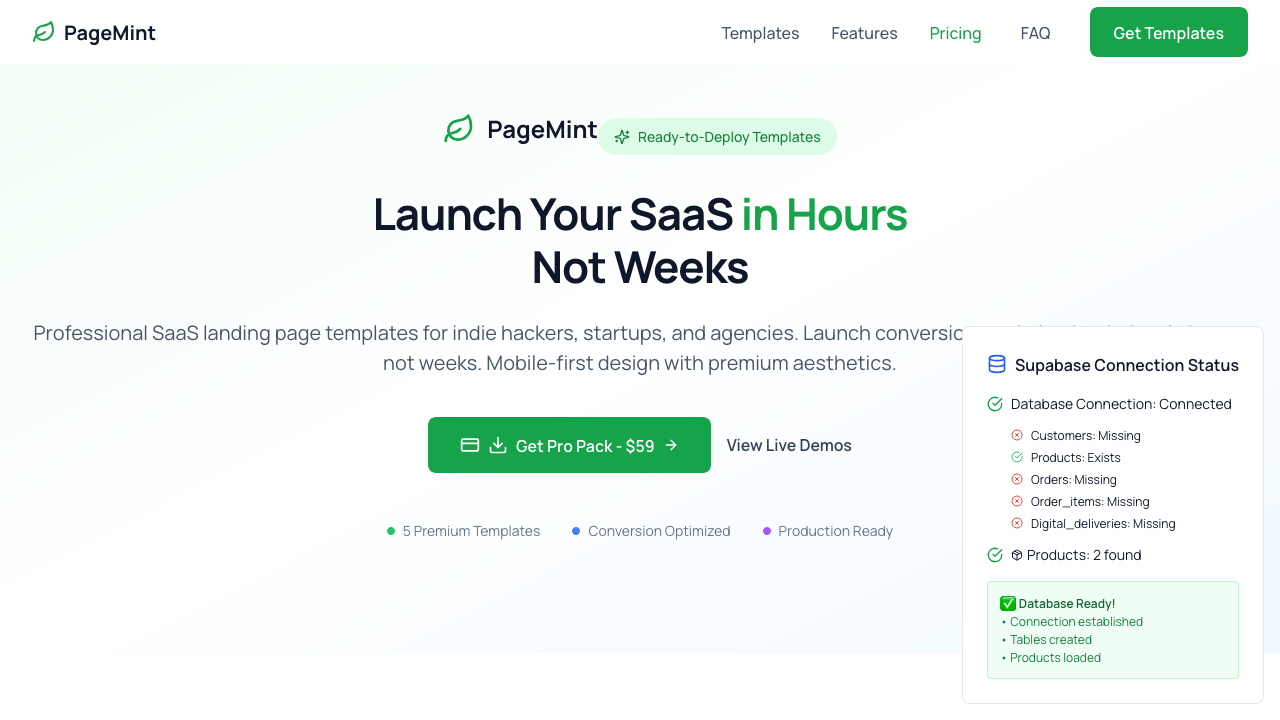 PageMint
Templates
Features
Pricing
FAQ
Get Templates
PageMint
Ready-to-Deploy Templates
Launch Your SaaS in Hours
Not Weeks
Professional SaaS landing page templates for indie hackers, startups, and agencies. Launch
not weeks. Mobile-first design with premium aesthetics.
Get Pro Pack - $59
View Live Demos
5 Premium Templates
Conversion Optimized
Production Ready
Supabase Connection Status
Database Connection: Connected
Customers: Missing
Products: Exists
Orders: Missing
Order_items: Missing
Digital_deliveries: Missing
Products: 2 found
✅ Database Ready!
• Connection established
• Tables created
• Products loaded